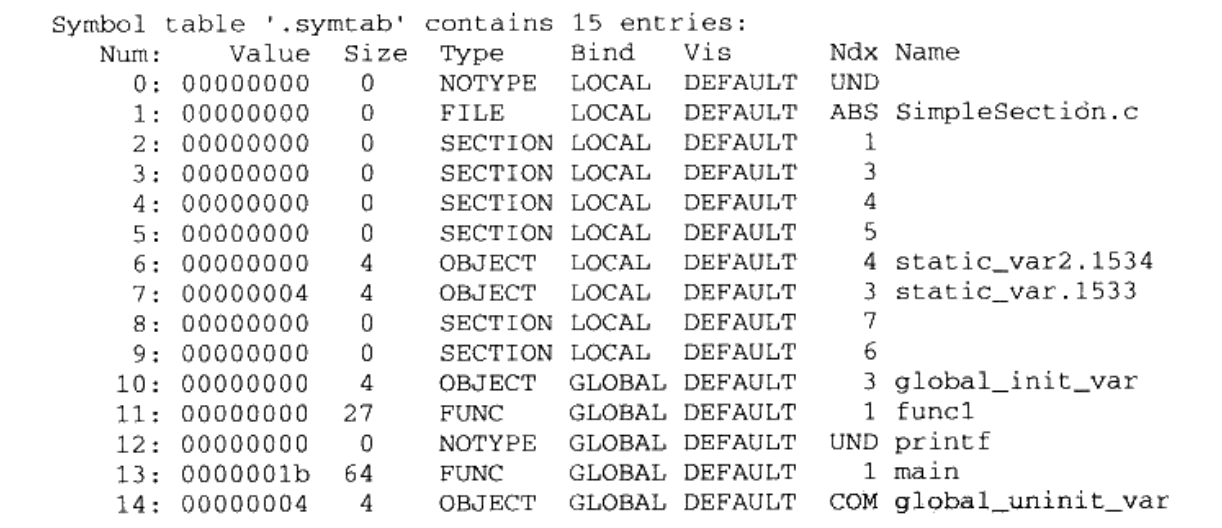 Symbol table '.symtab' contains 15 entries:
Num: Value Size Type Bind Vis Ndx Name
0: 00000000 0 NOTYPE LOCAL DEFAULT UND
1: 00000000 0 FILE LOCAL DEFAULT ABS SimpleSection.c
2: 00000000 0 SECTION LOCAL DEFAULT 1
3: 00000000 0 SECTION LOCAL DEFAULT 3
4: 00000000 0 SECTION LOCAL DEFAULT 4
5: 00000000 0 SECTION LOCAL DEFAULT 5
6: 00000000 4 OBJECT LOCAL DEFAULT 4 static_var2.1534
7: 00000004 4 OBJECT LOCAL DEFAULT 3 static_var.1533
8: 00000000 0 SECTION LOCAL DEFAULT 7
9: 00000000 0 SECTION LOCAL DEFAULT 6
10: 00000000 4 OBJECT GLOBAL DEFAULT 3 global_init_var
11: 00000000 27 FUNC GLOBAL DEFAULT 1 func1
12: 00000000 0 NOTYPE GLOBAL DEFAULT UND printf
13: 0000001b 64 FUNC GLOBAL DEFAULT 1 main
14: 00000004 4 OBJECT GLOBAL DEFAULT COM global_uninit_var